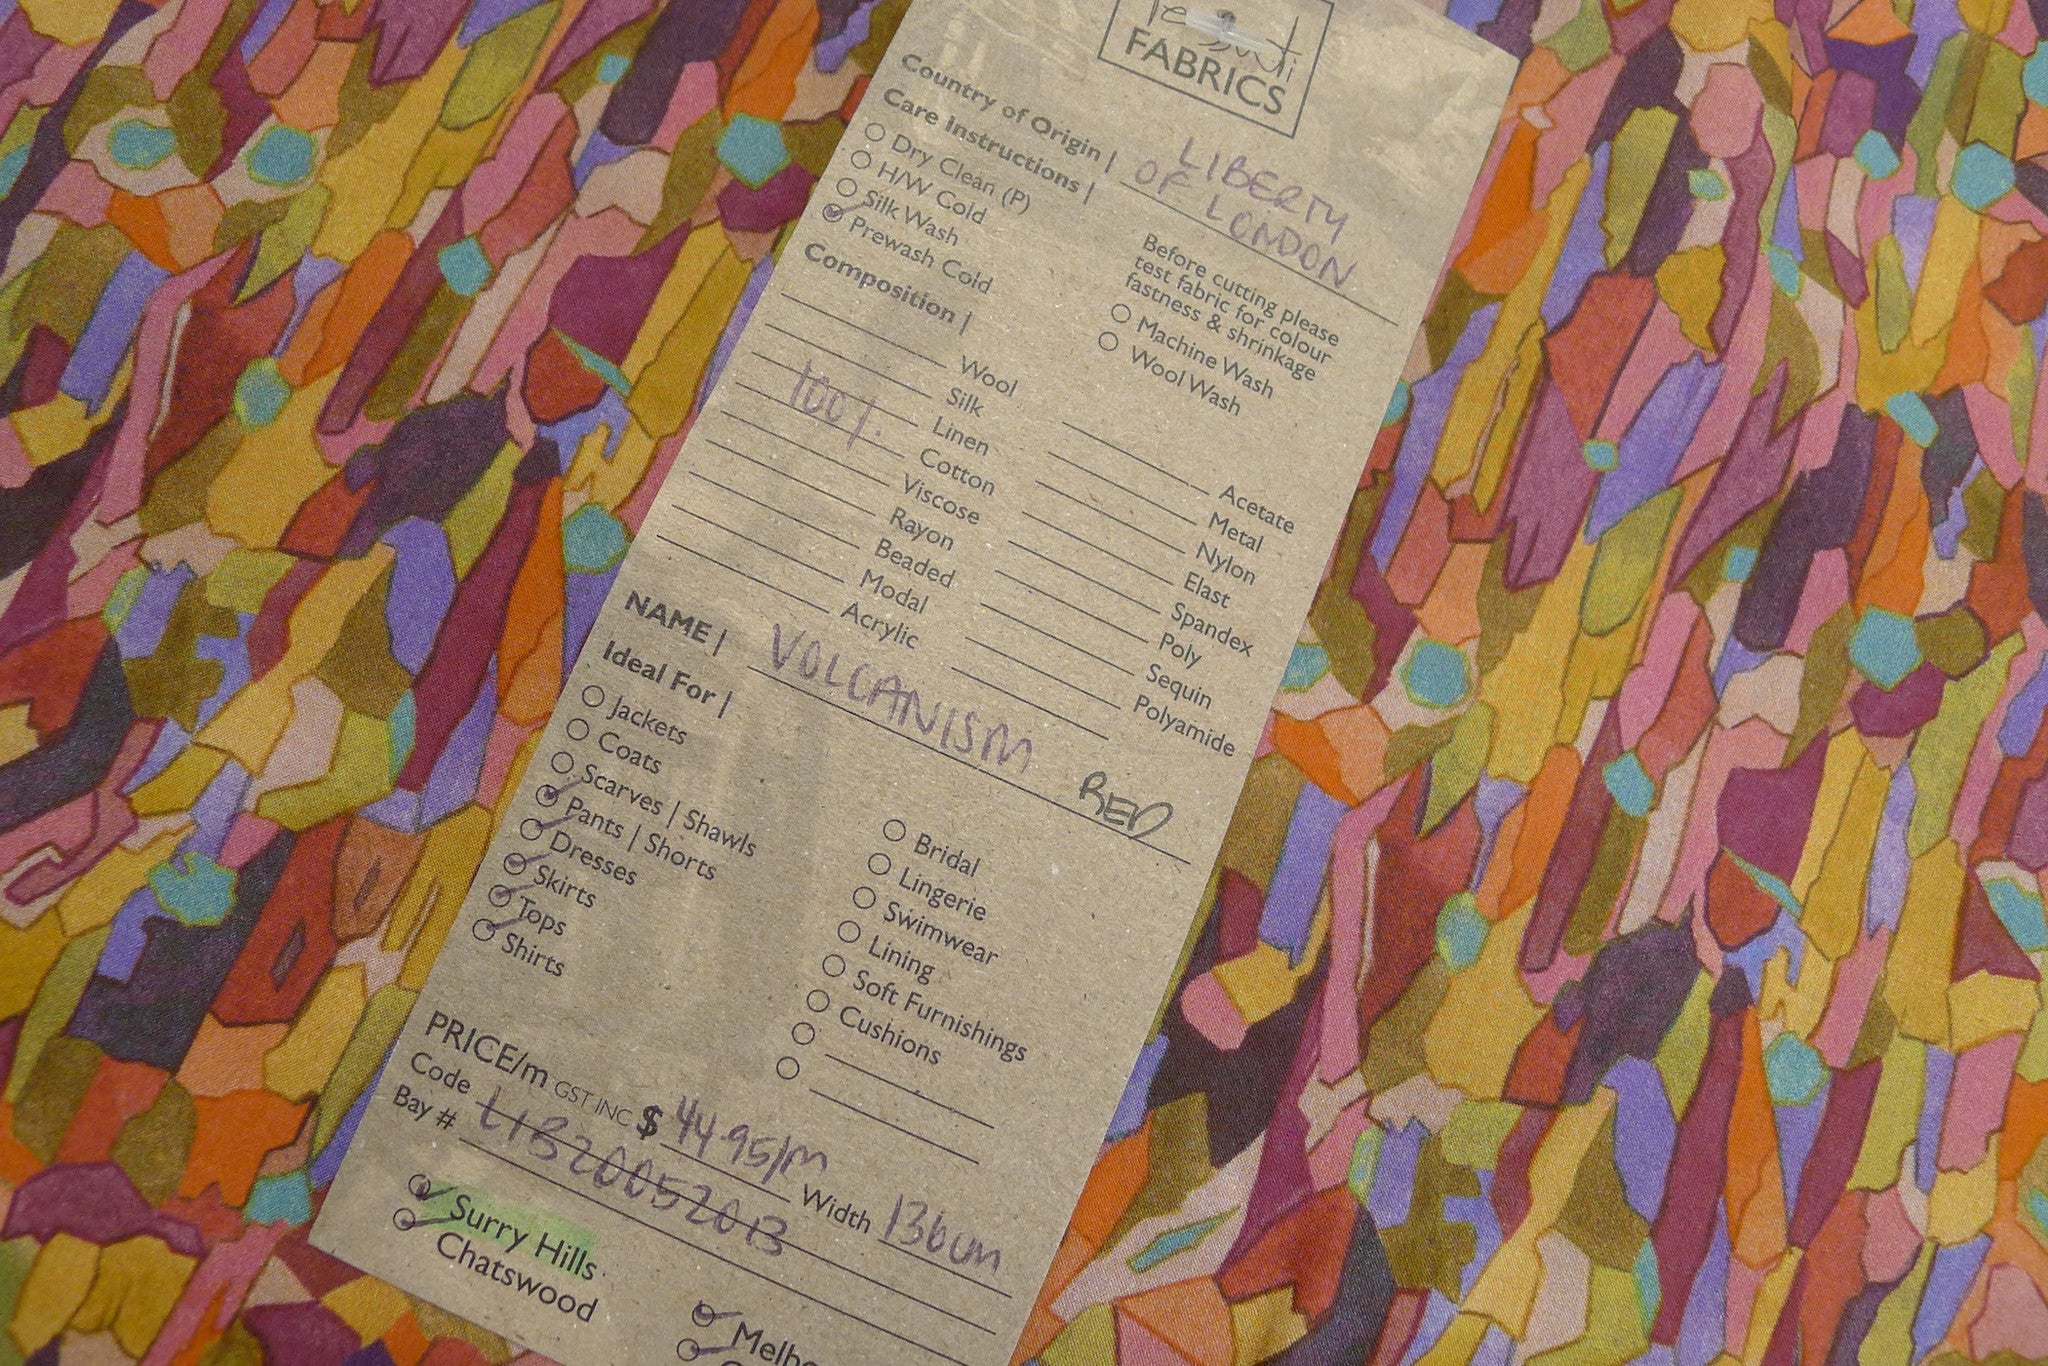 FABRICS
Country of Origin | LIBERTY
OF LONDON
Care Instructions |
Dry Clean (P)
H/W Cold
Silk Wash
Prewash Cold
Before cutting please
test fabric for colour
fastness & shrinkage
Machine Wash
Wool Wash
Composition |
Wool
Silk
Linen
100% Cotton
Viscose
Rayon
Beaded
Modal
Acrylic
Acetate
Metal
Nylon
Elast
Spandex
Poly
Sequin
Polyamide
NAME | VOLCANISM RED
Ideal For |
Jackets
Coats
Scarves | Shawls
Pants | Shorts
Dresses
Skirts
Tops
Shirts
Bridal
Lingerie
Swimwear
Lining
Soft Furnishings
Cushions
PRICE/m GST INC $ 44.95/m
Code LIB20052013 Width 136cm
Bay #
Surry Hills
Chatswood